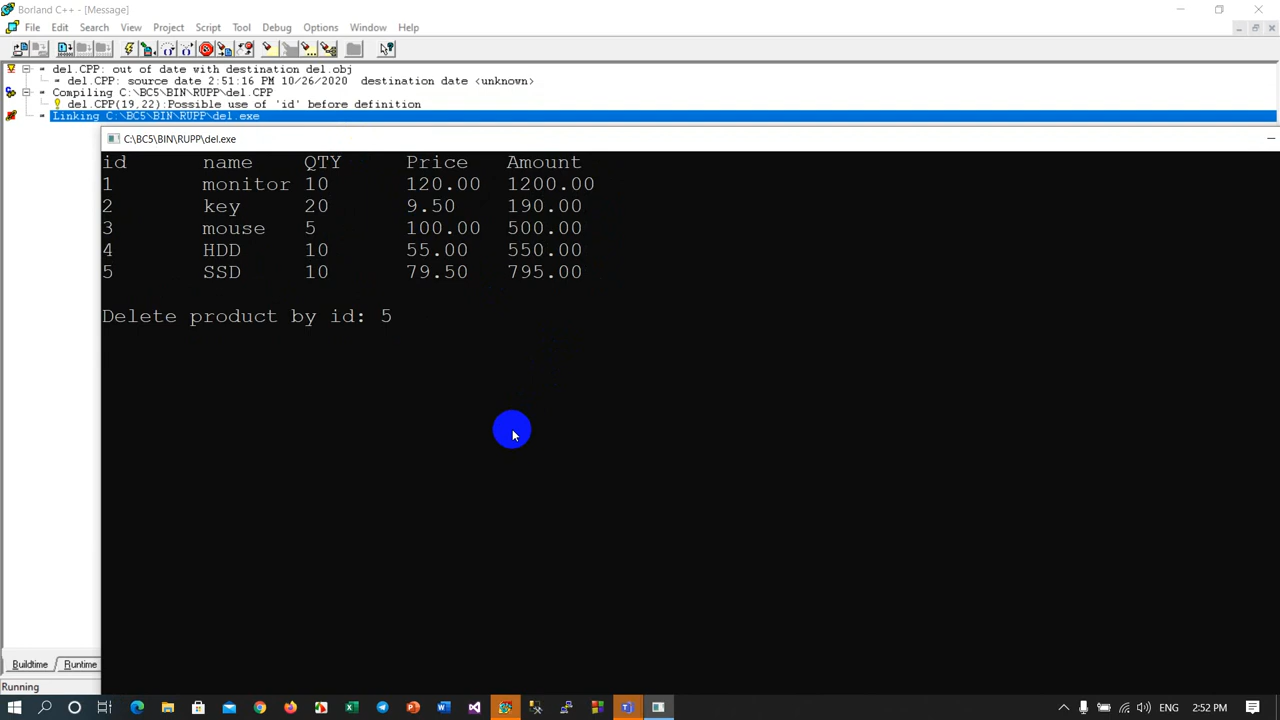 Borland C++ - [Message]
File Edit Search View Project Script Tool Debug Options Window Help
del.CPP: out of date with destination del.obj
del.CPP: source date 2:51:16 PM 10/26/2020 destination date <unknown>
Compiling C:\BC5\BIN\RUPP\del.CPP
del.CPP(19,22):Possible use of 'id' before definition
Linking C:\BC5\BIN\RUPP\del.exe
C:\BC5\BIN\RUPP\del.exe
id name QTY Price Amount
1 monitor 10 120.00 1200.00
2 key 20 9.50 190.00
3 mouse 5 100.00 500.00
4 HDD 10 55.00 550.00
5 SSD 10 79.50 795.00
Delete product by id: 5
Buildtime Runtime
Running
ENG 2:52 PM